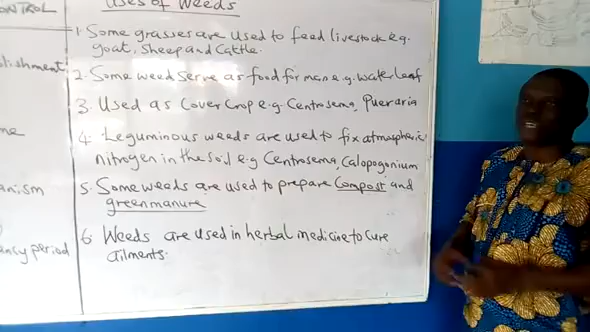 ONTROL
Uses of Weeds
1. Some grasses are used to feed livestock e.g.
goat, sheep and cattle.
lishment
2. Some weed serve as food for man e.g. water leaf
3. Used as Cover Crop e.g. Centrosema, Pueraria
4. Leguminous weeds are used to fix atmospheric
nitrogen in the soil e.g Centrosema, Calopogonium
anism
5. Some weeds are used to prepare Compost and
green manure
6. Weeds are used in herbal medicine to cure
ency period
ailments.